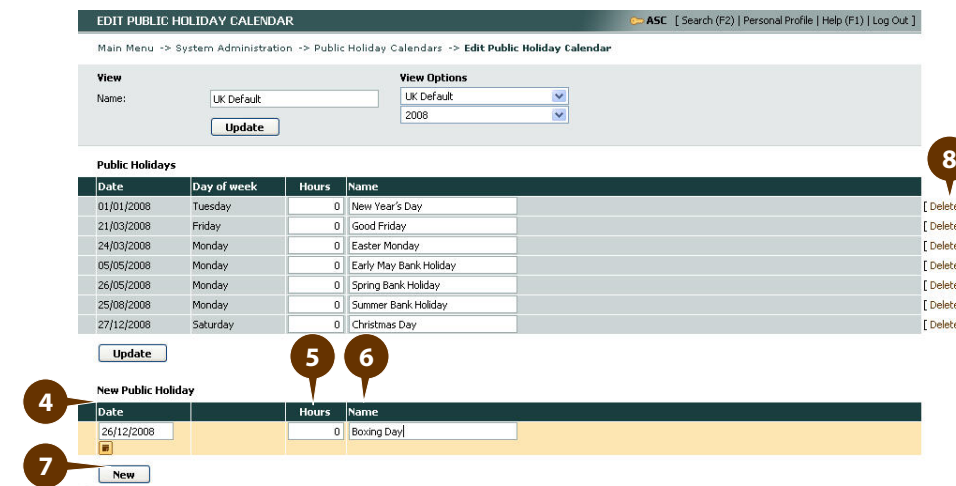 EDIT PUBLIC HOLIDAY CALENDAR ASC [ Search (F2) | Personal Profile | Help (F1) | Log Out ]
Main Menu -> System Administration -> Public Holiday Calendars -> Edit Public Holiday Calendar
View View Options
Name: UK Default UK Default
2008
Update
Public Holidays
8
Date Day of week Hours Name
01/01/2008 Tuesday 0 New Year's Day [ Delete
21/03/2008 Friday 0 Good Friday [ Delete
24/03/2008 Monday 0 Easter Monday [ Delete
05/05/2008 Monday 0 Early May Bank Holiday [ Delete
26/05/2008 Monday 0 Spring Bank Holiday [ Delete
25/08/2008 Monday 0 Summer Bank Holiday [ Delete
27/12/2008 Saturday 0 Christmas Day [ Delete
Update
5 6
New Public Holiday
4
Date Hours Name
26/12/2008 0 Boxing Day
7
New